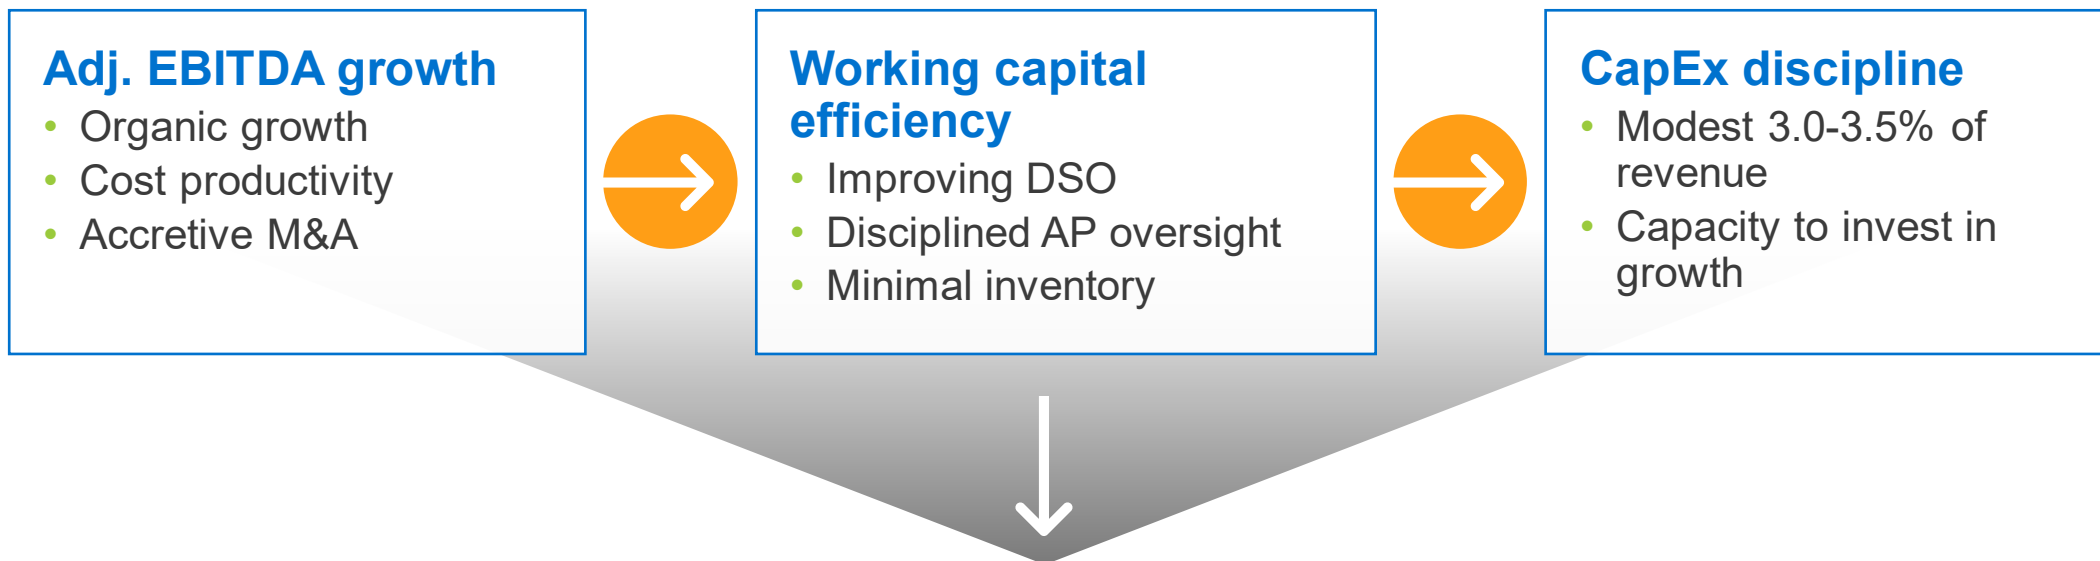 Adj. EBITDA growth
• Organic growth
• Cost productivity
• Accretive M&A
Working capital
efficiency
• Improving DSO
• Disciplined AP oversight
• Minimal inventory
CapEx discipline
• Modest 3.0-3.5% of
revenue
• Capacity to invest in
growth